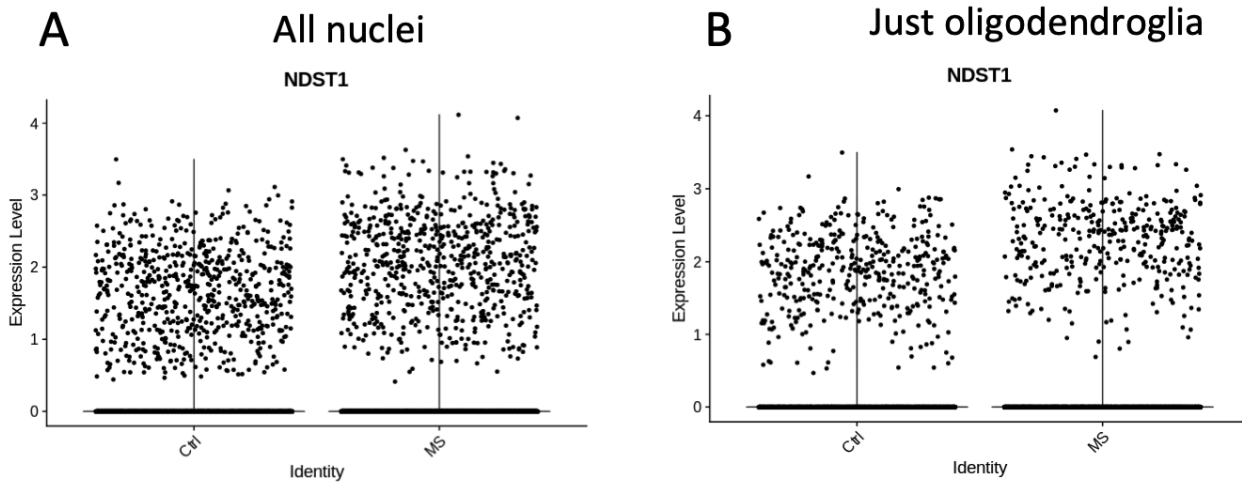 A
All nuclei
NDST1
Expression Level
4
3
2
1
0
Ctrl
MS
Identity
B
Just oligodendroglia
NDST1
Expression Level
4
3
2
1
0
Ctrl
MS
Identity